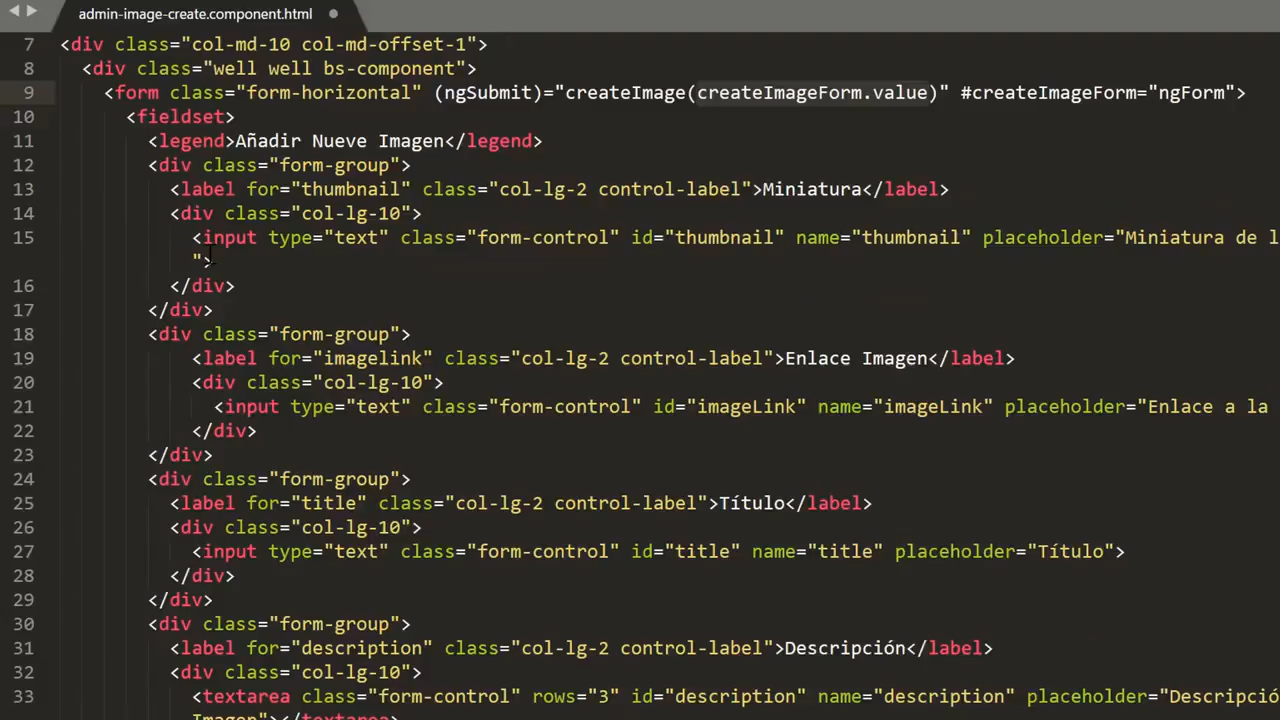 admin-image-create.component.html
7 <div class="col-md-10 col-md-offset-1">
8 <div class="well well bs-component">
9 <form class="form-horizontal" (ngSubmit)="createImage(createImageForm.value)" #createImageForm="ngForm">
10 <fieldset>
11 <legend>Añadir Nueve Imagen</legend>
12 <div class="form-group">
13 <label for="thumbnail" class="col-lg-2 control-label">Miniatura</label>
14 <div class="col-lg-10">
15 <input type="text" class="form-control" id="thumbnail" name="thumbnail" placeholder="Miniatura de l
">
16 </div>
17 </div>
18 <div class="form-group">
19 <label for="imagelink" class="col-lg-2 control-label">Enlace Imagen</label>
20 <div class="col-lg-10">
21 <input type="text" class="form-control" id="imageLink" name="imageLink" placeholder="Enlace a la
22 </div>
23 </div>
24 <div class="form-group">
25 <label for="title" class="col-lg-2 control-label">Título</label>
26 <div class="col-lg-10">
27 <input type="text" class="form-control" id="title" name="title" placeholder="Título">
28 </div>
29 </div>
30 <div class="form-group">
31 <label for="description" class="col-lg-2 control-label">Descripción</label>
32 <div class="col-lg-10">
33 <textarea class="form-control" rows="3" id="description" name="description" placeholder="Descripció
Imagen"></textarea>